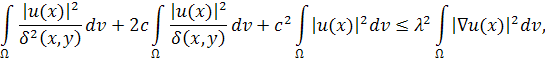 ∫_Ω |u(x)|²/δ²(x,y) dv + 2c ∫_Ω |u(x)|²/δ(x,y) dv + c² ∫_Ω |u(x)|² dv ≤ λ² ∫_Ω |∇u(x)|² dv,